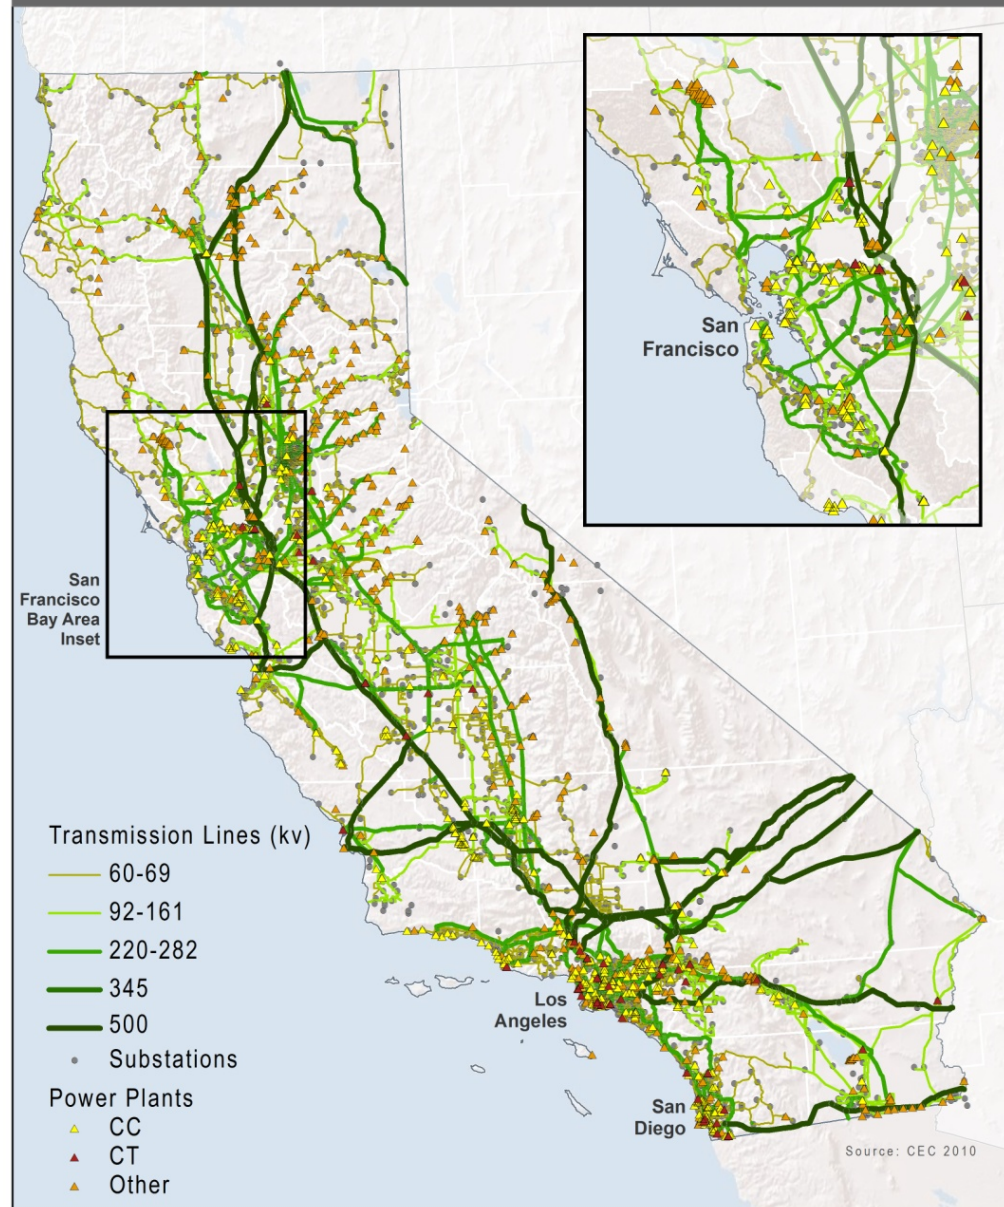 San
Francisco
San
Francisco
Bay Area
Inset
Transmission Lines (kv)
60-69
92-161
220-282
345
500
Substations
Power Plants
CC
CT
Other
Los
Angeles
San
Diego
Source: CEC 2010